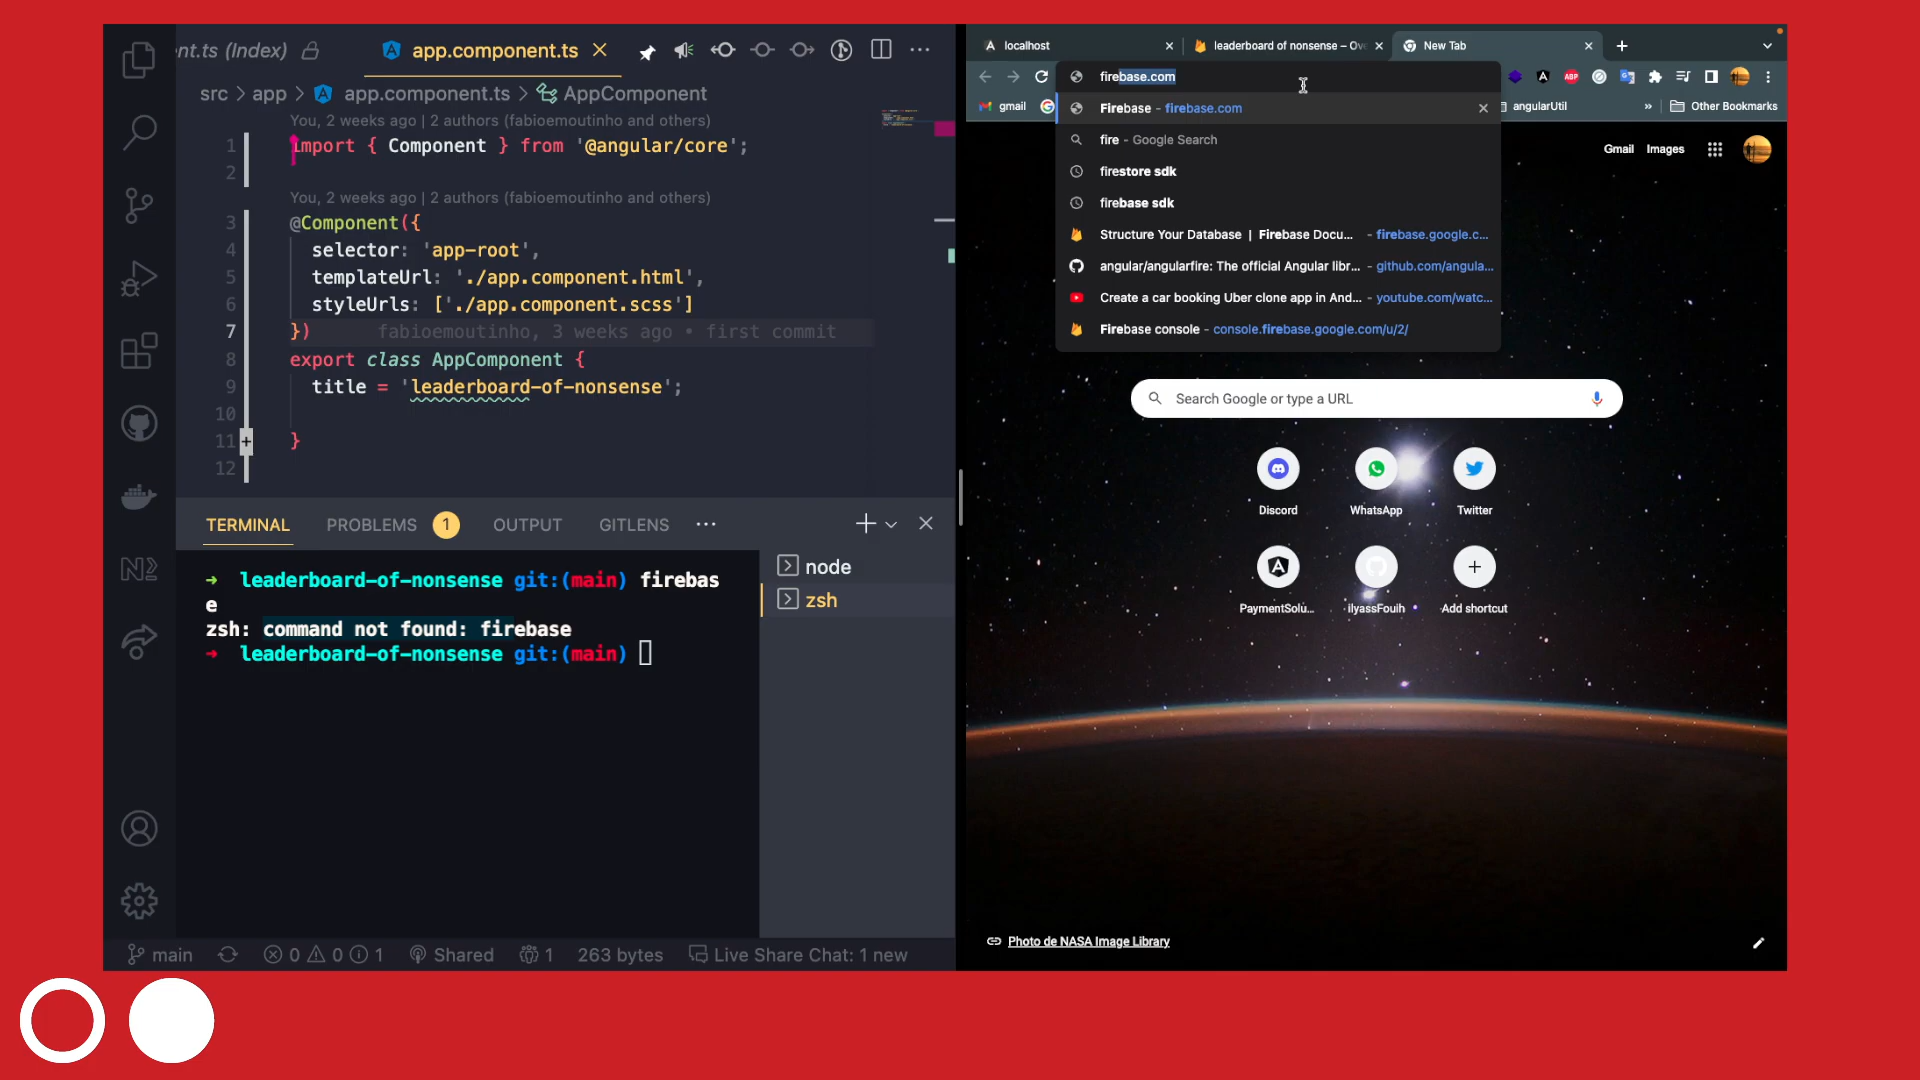 nt.ts (Index)
app.component.ts
src > app > app.component.ts > AppComponent
You, 2 weeks ago | 2 authors (fabioemoutinho and others)
1 import { Component } from '@angular/core';
2
You, 2 weeks ago | 2 authors (fabioemoutinho and others)
3 @Component({
4 selector: 'app-root',
5 templateUrl: './app.component.html',
6 styleUrls: ['./app.component.scss']
7 }) fabioemoutinho, 3 weeks ago • first commit
8 export class AppComponent {
9 title = 'leaderboard-of-nonsense';
10
11 }
12
TERMINAL PROBLEMS 1 OUTPUT GITLENS ···
→ leaderboard-of-nonsense git:(main) firebas
e
zsh: command not found: firebase
→ leaderboard-of-nonsense git:(main)
node
zsh
main 0 0 1 Shared 1 263 bytes Live Share Chat: 1 new
localhost
leaderboard of nonsense – Ov
New Tab
firebase.com
gmail
angularUtil
» Other Bookmarks
Firebase – firebase.com
fire – Google Search
firestore sdk
firebase sdk
Structure Your Database | Firebase Docu... – firebase.google.c...
angular/angularfire: The official Angular libr... – github.com/angula...
Create a car booking Uber clone app in And... – youtube.com/watc...
Firebase console – console.firebase.google.com/u/2/
Gmail Images
Search Google or type a URL
Discord WhatsApp Twitter
PaymentSolu... ilyassFouih Add shortcut
Photo de NASA Image Library